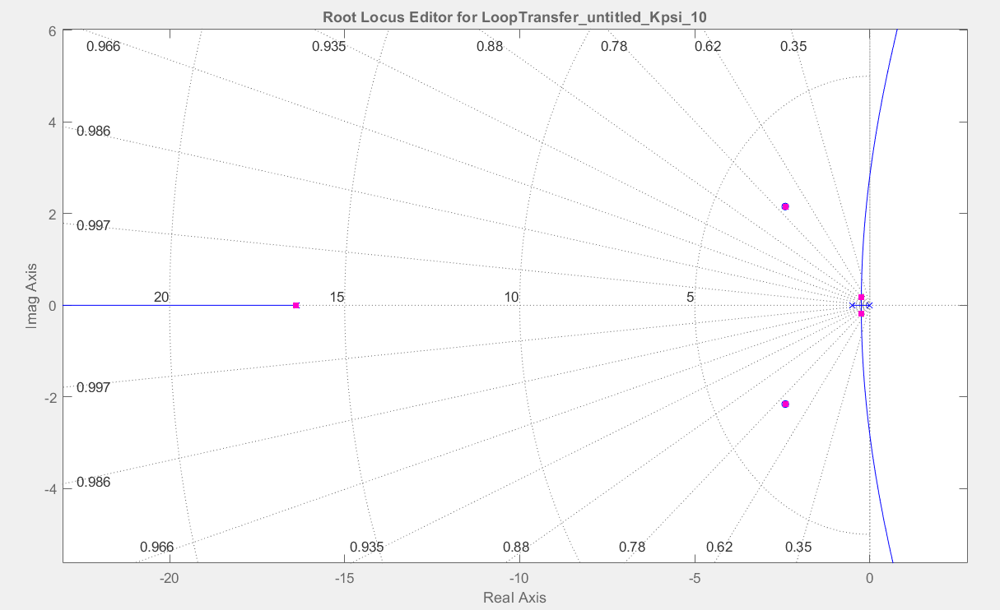 Root Locus Editor for LoopTransfer_untitled_Kpsi_10
6
0.966 0.935 0.88 0.78 0.62 0.35
4
0.986
2
0.997
20 15 10 5
0
0.997
-2
0.986
-4
0.966 0.935 0.88 0.78 0.62 0.35
-20 -15 -10 -5 0
Real Axis
Imag Axis